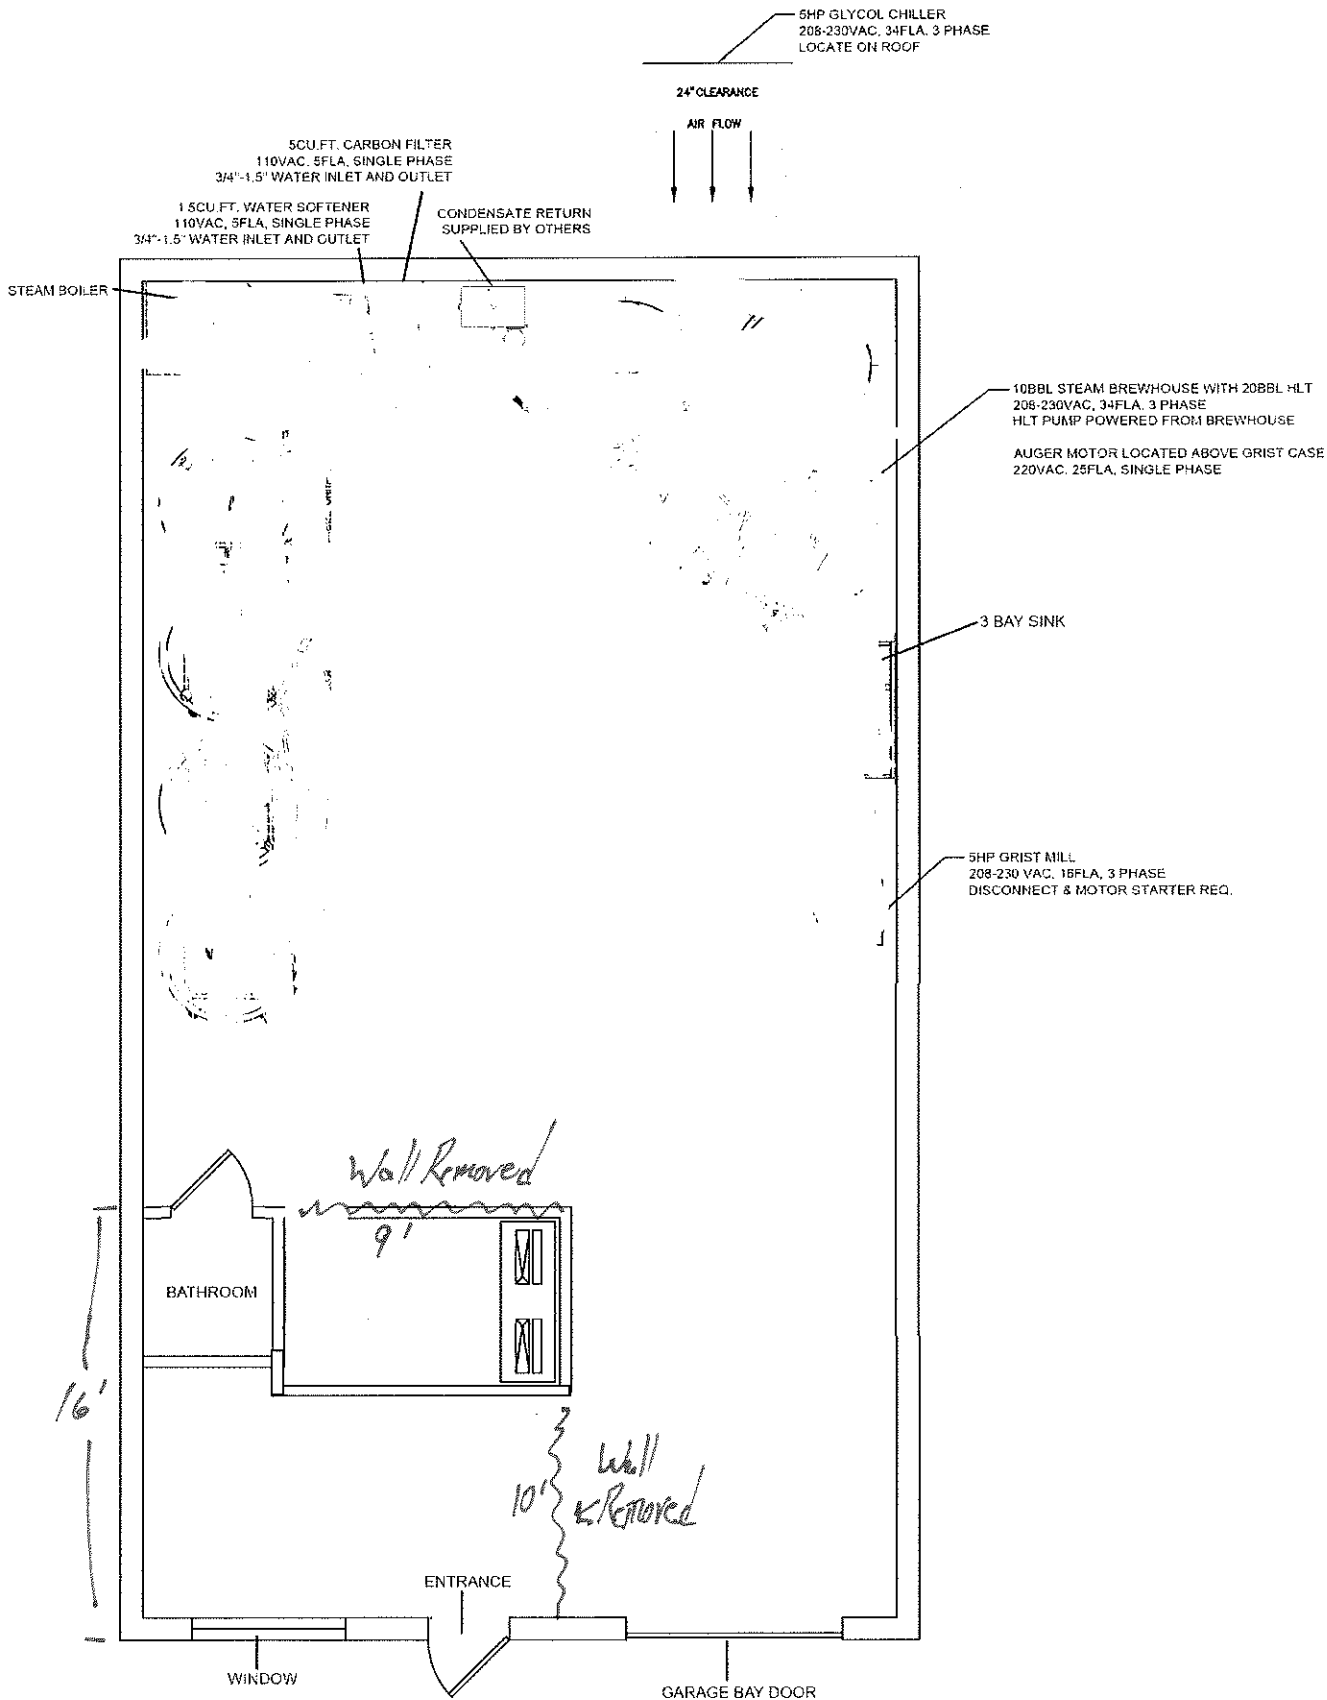 5HP GLYCOL CHILLER
208-230VAC, 34FLA, 3 PHASE
LOCATE ON ROOF
24" CLEARANCE
AIR FLOW
5CU.FT. CARBON FILTER
110VAC, 5FLA, SINGLE PHASE
3/4"-1.5" WATER INLET AND OUTLET
1.5CU.FT. WATER SOFTENER
110VAC, 5FLA, SINGLE PHASE
3/4"-1.5" WATER INLET AND OUTLET
CONDENSATE RETURN
SUPPLIED BY OTHERS
STEAM BOILER
10BBL STEAM BREWHOUSE WITH 20BBL HLT
208-230VAC, 34FLA, 3 PHASE
HLT PUMP POWERED FROM BREWHOUSE
AUGER MOTOR LOCATED ABOVE GRIST CASE
220VAC, 25FLA, SINGLE PHASE
3 BAY SINK
5HP GRIST MILL
208-230 VAC, 16FLA, 3 PHASE
DISCONNECT & MOTOR STARTER REQ.
Wall Removed
9'
BATHROOM
16'
10'
Wall
Removed
ENTRANCE
WINDOW
GARAGE BAY DOOR